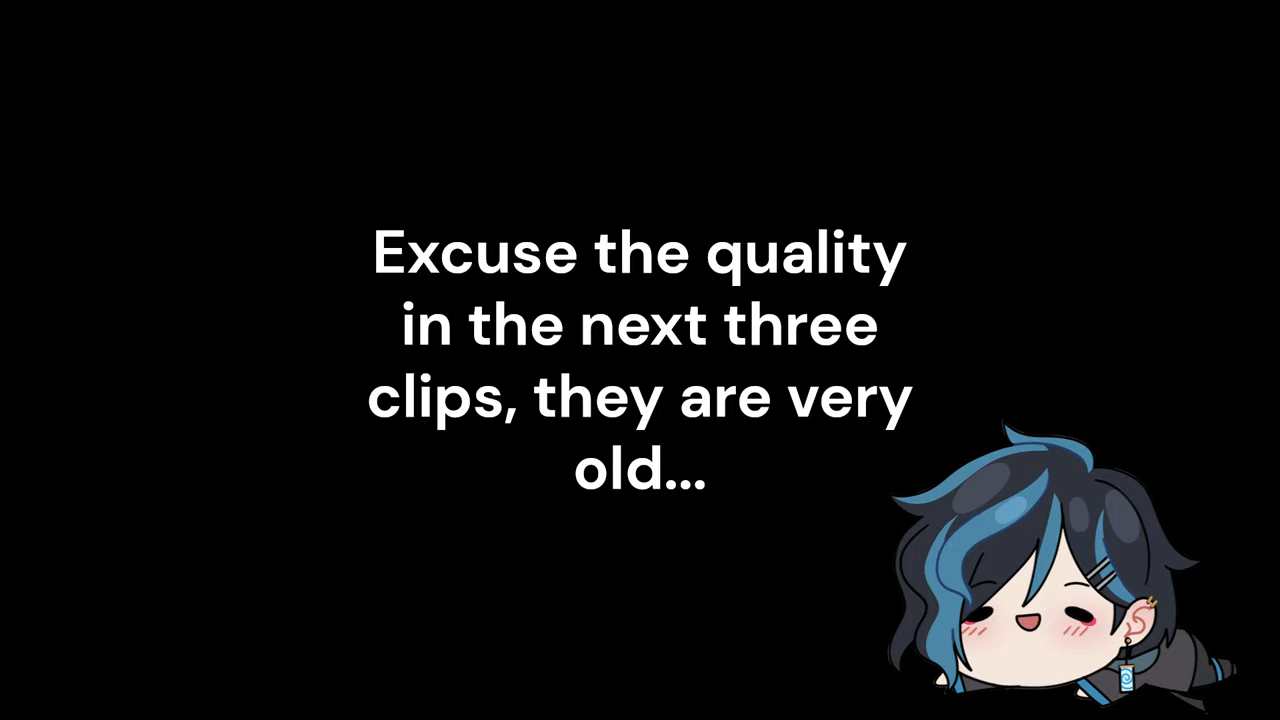 Excuse the quality
in the next three
clips, they are very
old...